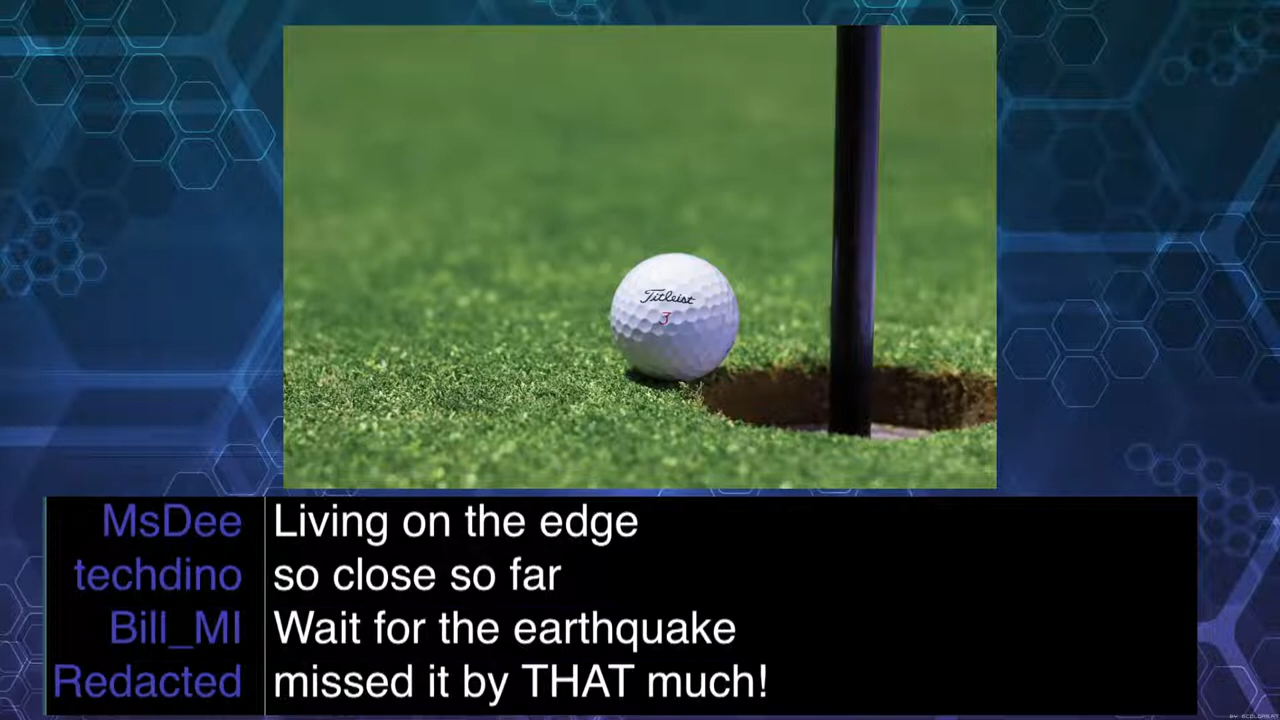 Titleist
3
MsDee Living on the edge
techdino so close so far
Bill_MI Wait for the earthquake
Redacted missed it by THAT much!